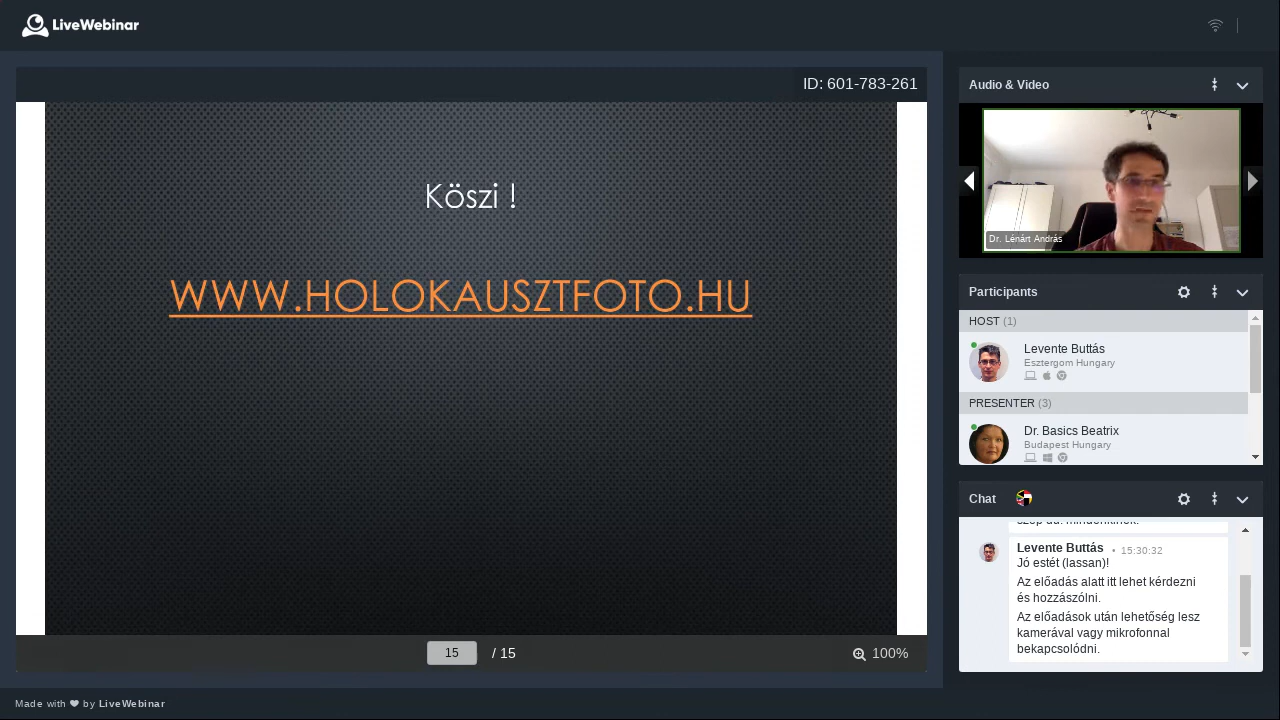 LiveWebinar
ID: 601-783-261
Köszi !
WWW.HOLOKAUSZTFOTO.HU
15 / 15
100%
Audio & Video
Dr. Lénárt András
Participants
HOST (1)
Levente Buttás
Esztergom Hungary
PRESENTER (3)
Dr. Basics Beatrix
Budapest Hungary
Chat
Levente Buttás • 15:30:32
Jó estét (lassan)!
Az előadás alatt itt lehet kérdezni
és hozzászólni.
Az előadások után lehetőség lesz
kamerával vagy mikrofonnal
bekapcsolódni.
Made with ❤ by LiveWebinar